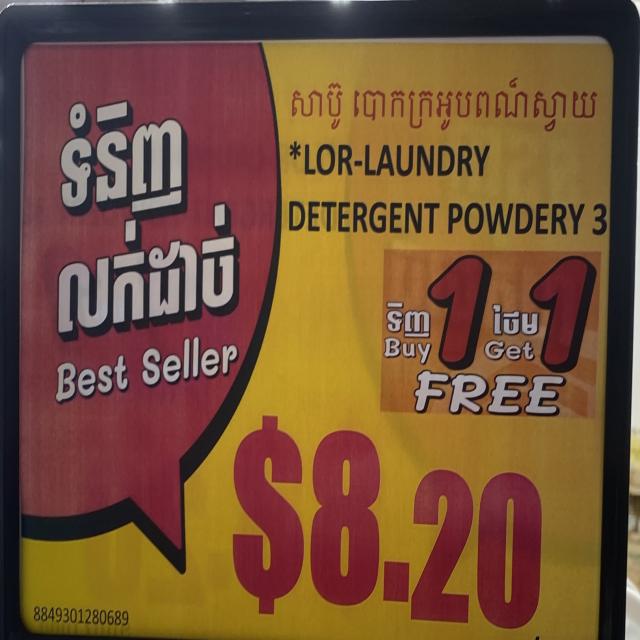 ទំនិញ
លក់ដាច់
Best Seller
សាប៊ូ បោកក្រអូបពណ៌ស្វាយ
*LOR-LAUNDRY
DETERGENT POWDERY 3
ទិញ 1 ថែម 1
Buy Get
FREE
$8.20
8849301280689